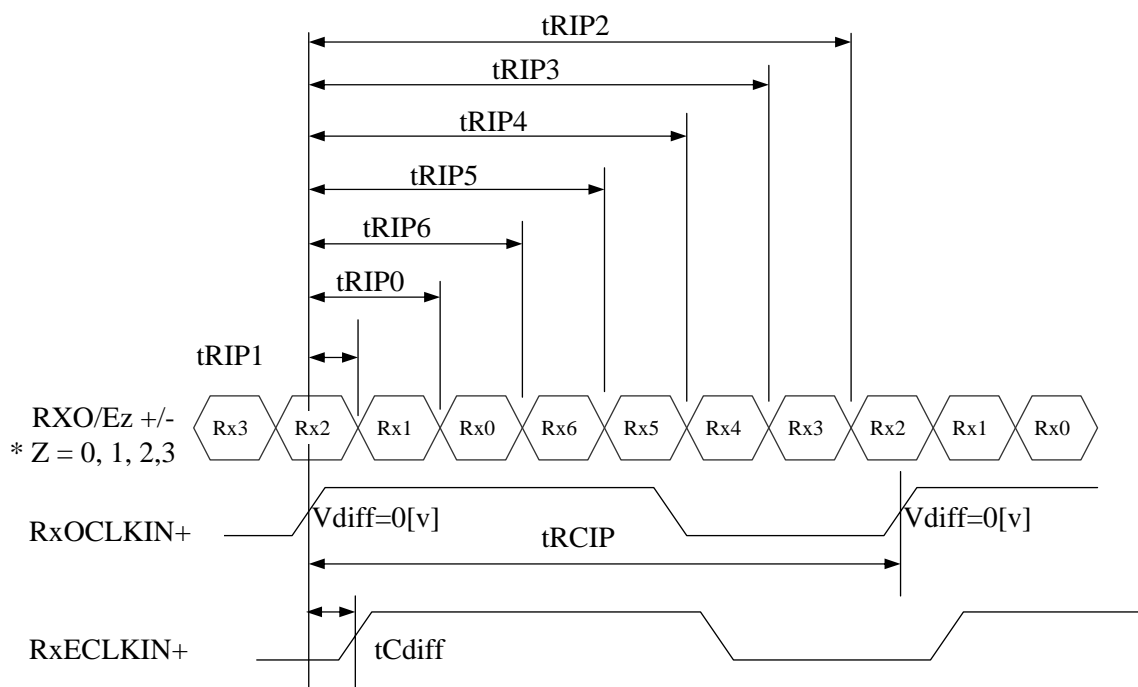 tRIP2
tRIP3
tRIP4
tRIP5
tRIP6
tRIP0
tRIP1
RXO/Ez +/-
* Z = 0, 1, 2,3
Rx3 Rx2 Rx1 Rx0 Rx6 Rx5 Rx4 Rx3 Rx2 Rx1 Rx0
RxOCLKIN+
Vdiff=0[v] Vdiff=0[v]
tRCIP
RxECLKIN+
tCdiff